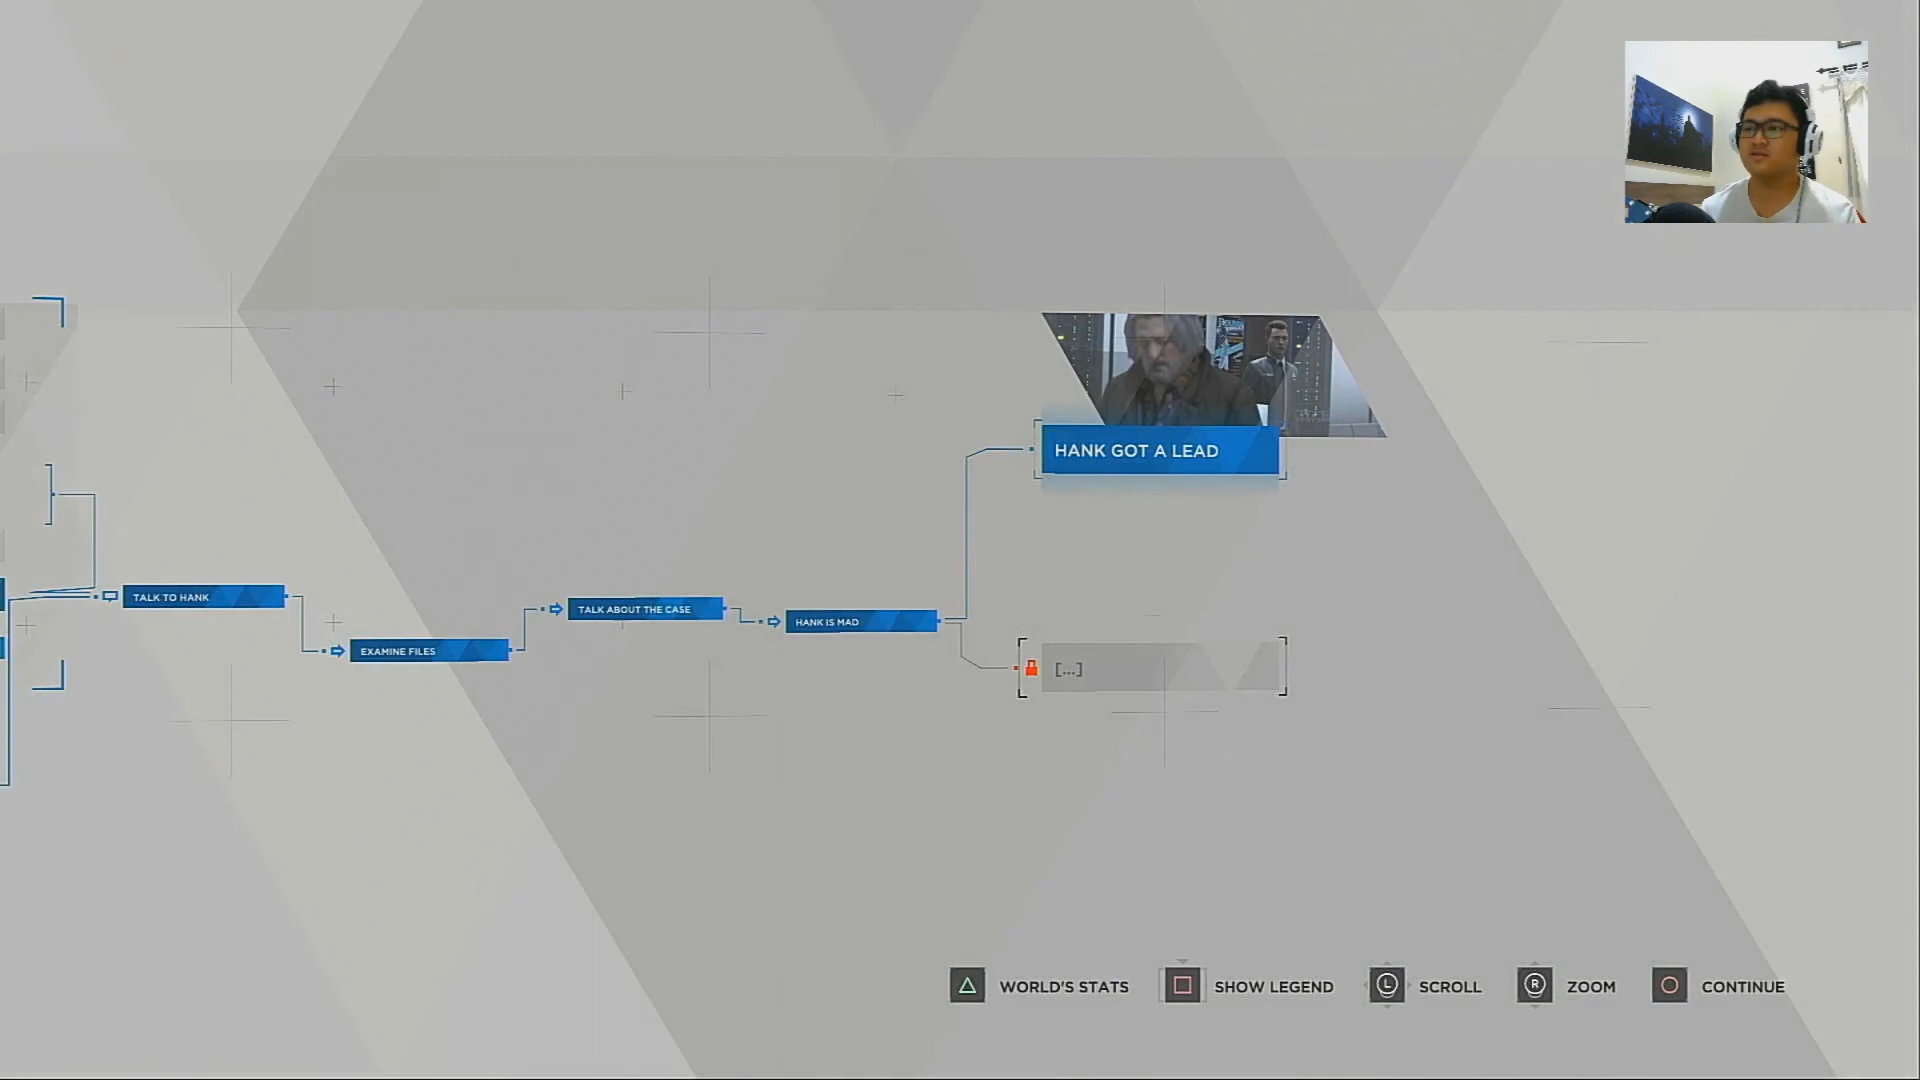 HANK GOT A LEAD
TALK TO HANK
EXAMINE FILES
TALK ABOUT THE CASE
HANK IS MAD
[...]
WORLD'S STATS
SHOW LEGEND
L
SCROLL
R
ZOOM
CONTINUE